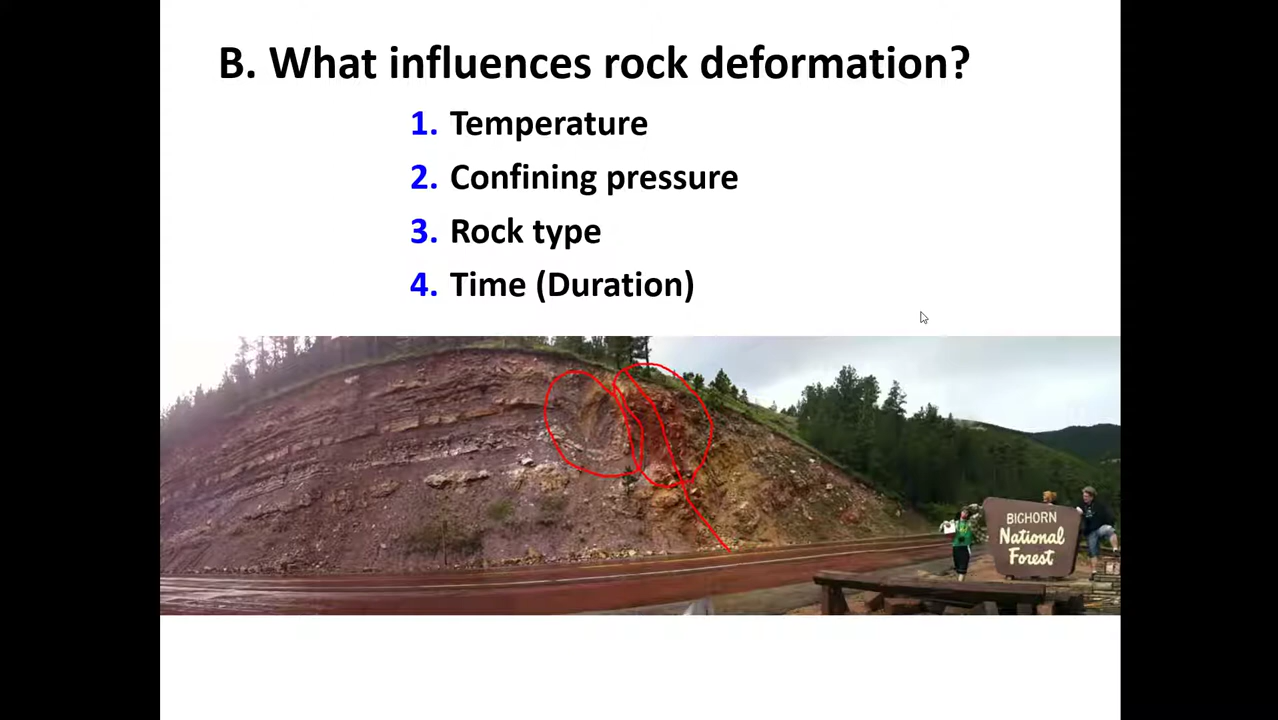 B. What influences rock deformation?
1. Temperature
2. Confining pressure
3. Rock type
4. Time (Duration)
BIGHORN
National
Forest